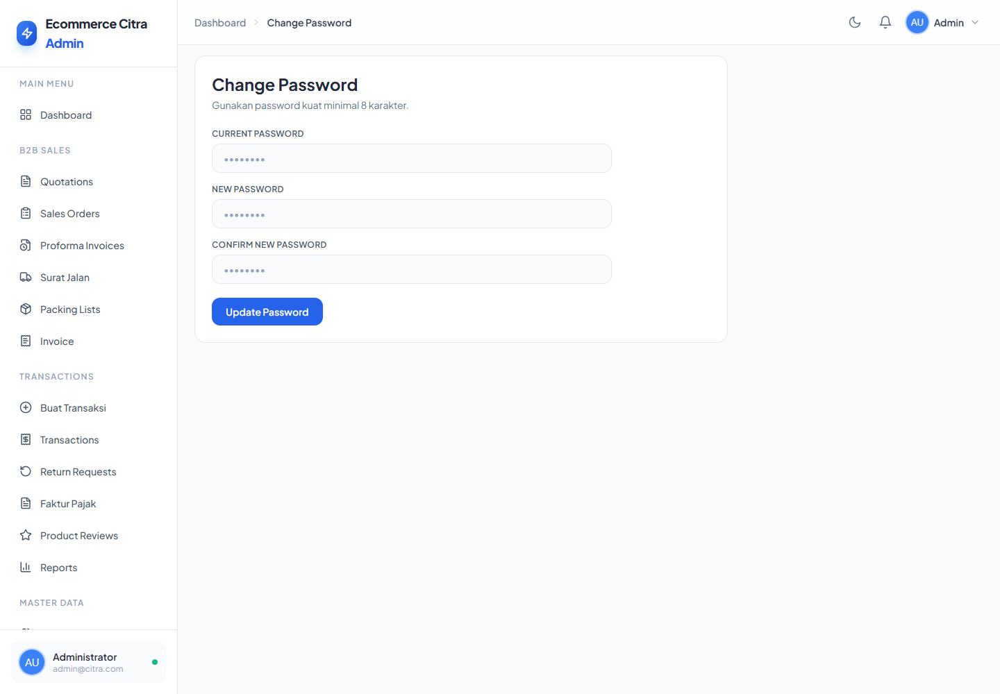 Ecommerce Citra
Admin
MAIN MENU
Dashboard
B2B SALES
Quotations
Sales Orders
Proforma Invoices
Surat Jalan
Packing Lists
Invoice
TRANSACTIONS
Buat Transaksi
Transactions
Return Requests
Faktur Pajak
Product Reviews
Reports
MASTER DATA
AU
Administrator
admin@citra.com
Dashboard
Change Password
AU
Admin
Change Password
Gunakan password kuat minimal 8 karakter.
CURRENT PASSWORD
••••••••
NEW PASSWORD
••••••••
CONFIRM NEW PASSWORD
••••••••
Update Password